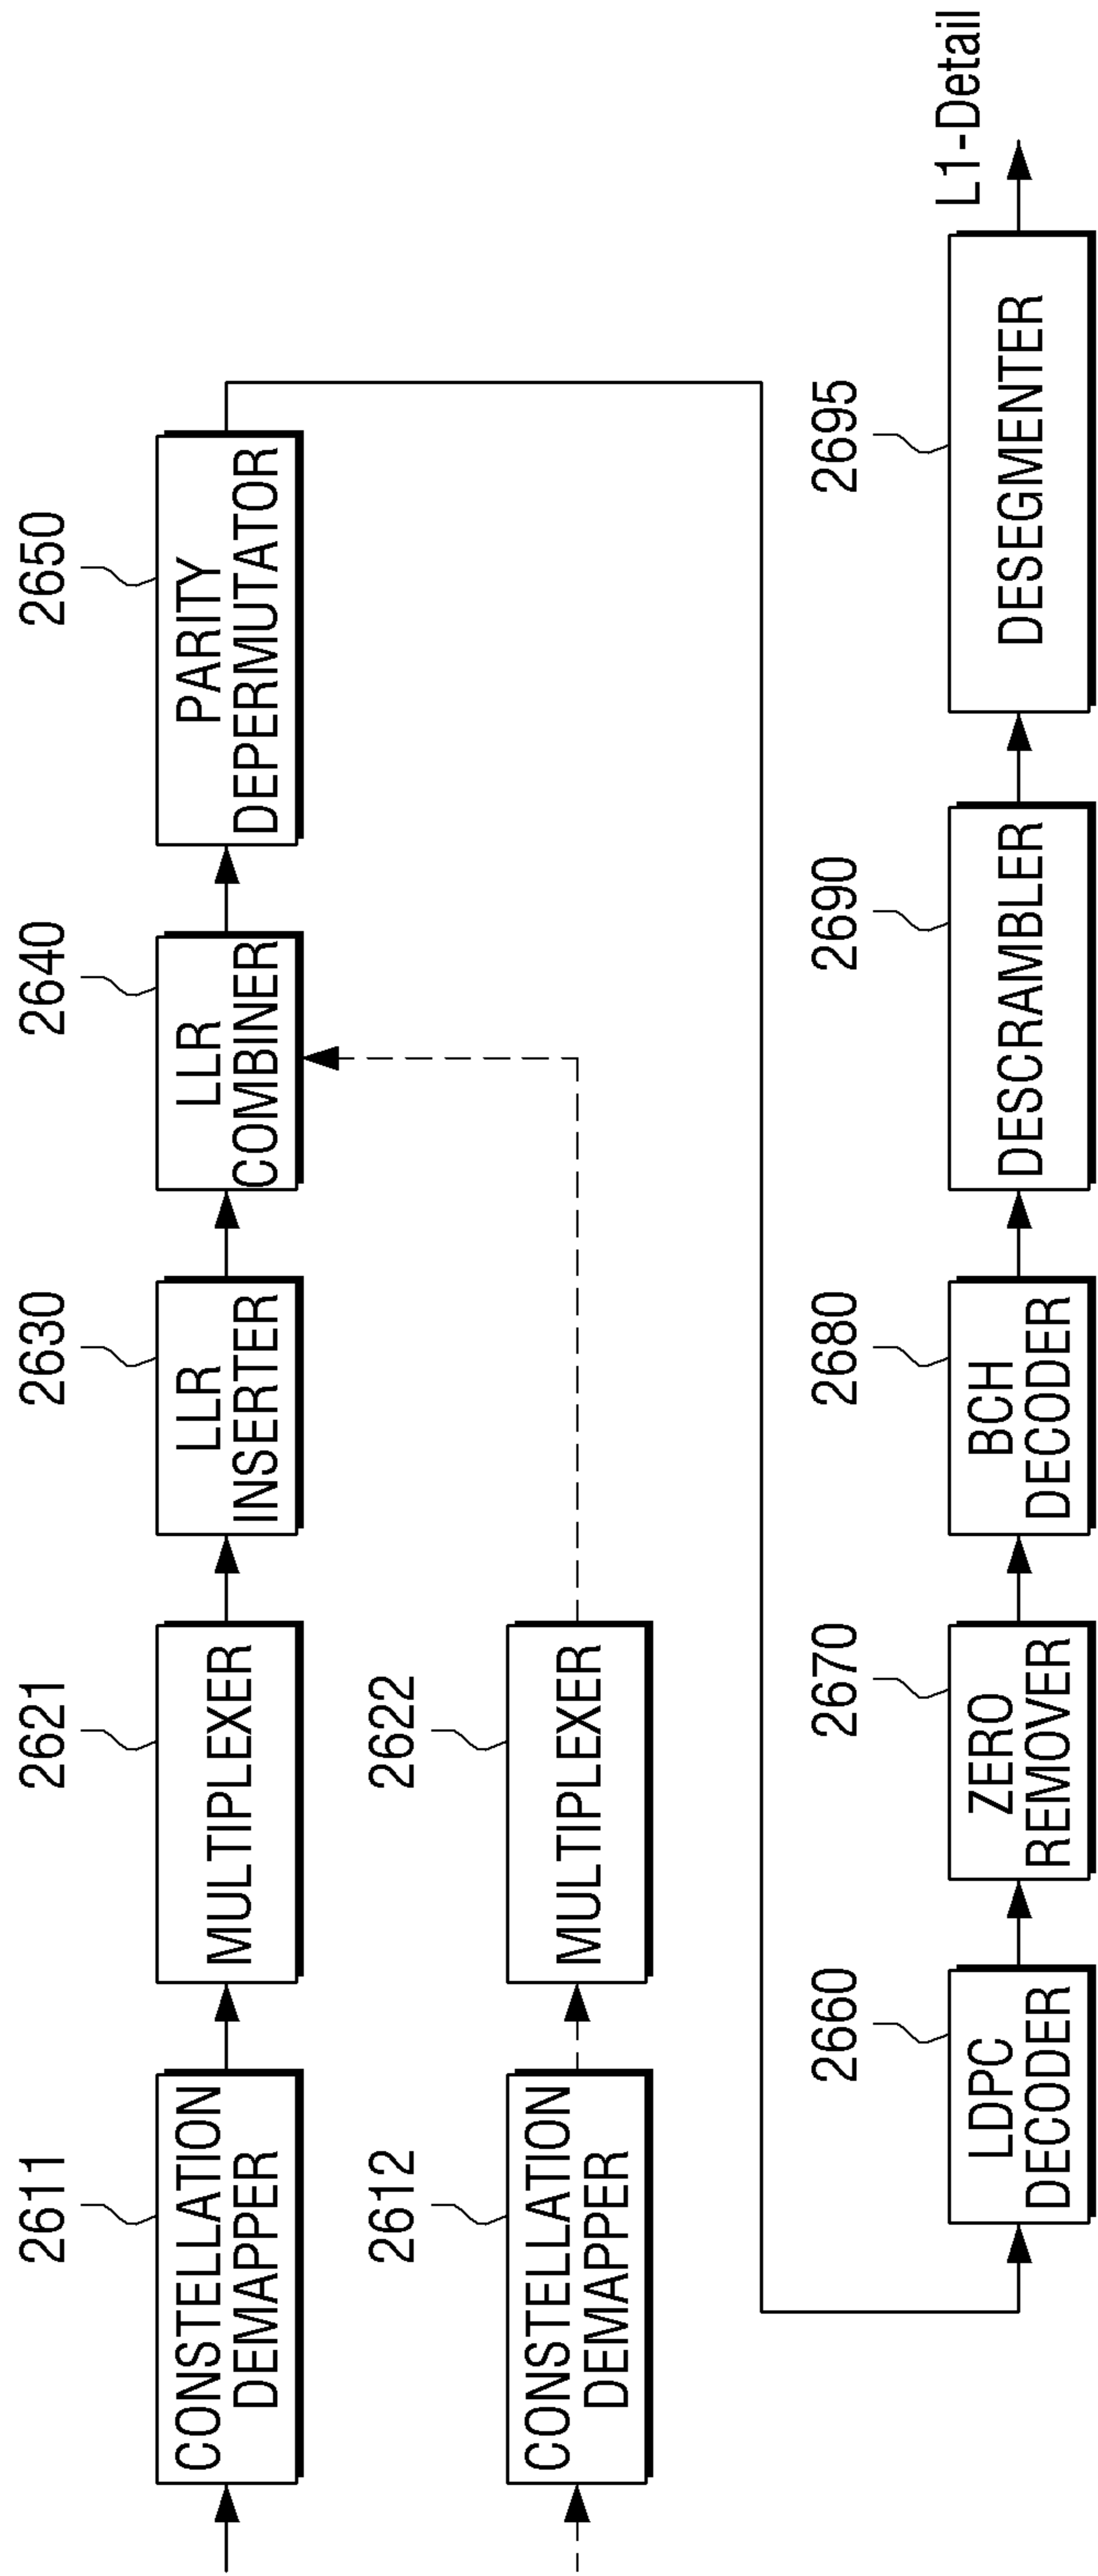 2611
CONSTELLATION
DEMAPPER
2621
MULTIPLEXER
2630
LLR
INSERTER
2640
LLR
COMBINER
2650
PARITY
DEPERMUTATOR
2612
CONSTELLATION
DEMAPPER
2622
MULTIPLEXER
2660
LDPC
DECODER
2670
ZERO
REMOVER
2680
BCH
DECODER
2690
DESCRAMBLER
2695
DESEGMENTER
L1-Detail